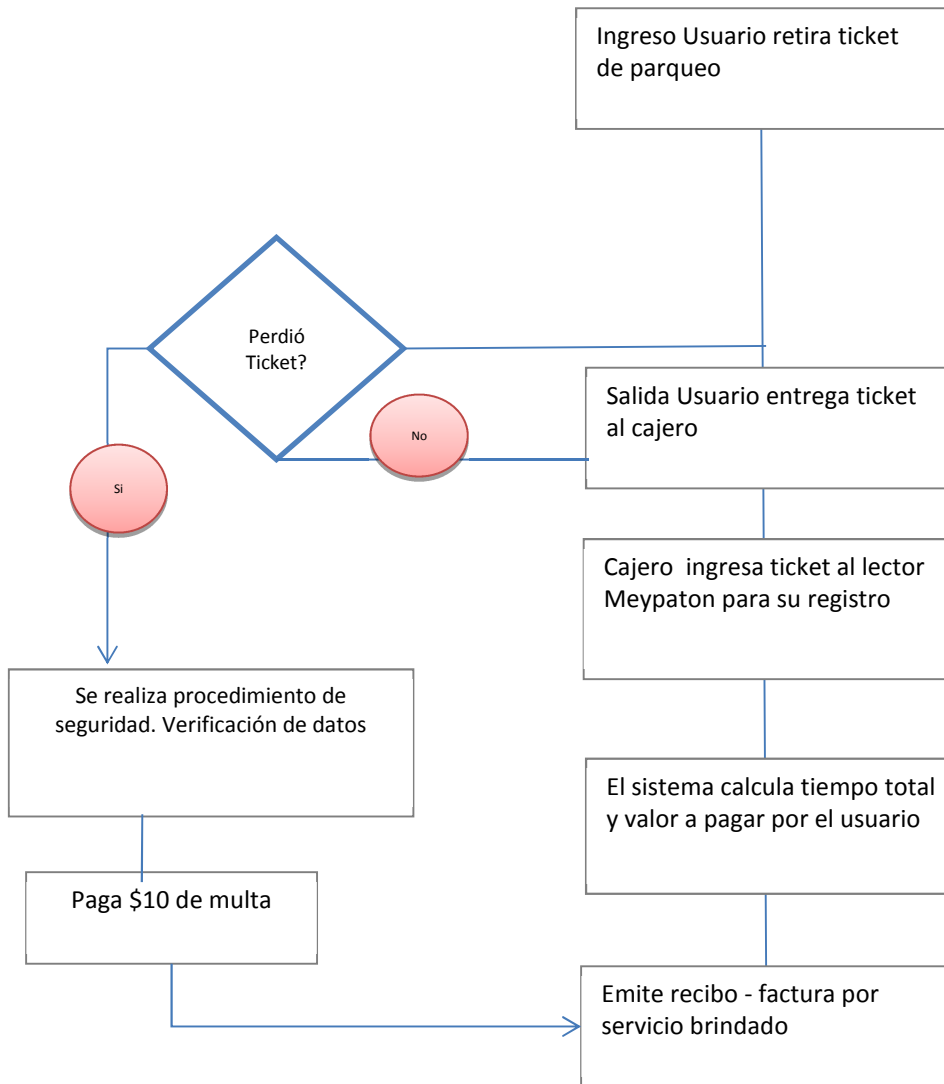 Ingreso Usuario retira ticket
de parqueo
Perdió
Ticket?
Salida Usuario entrega ticket
al cajero
No
Si
Cajero  ingresa ticket al lector
Meypaton para su registro
Se realiza procedimiento de
seguridad. Verificación de datos
El sistema calcula tiempo total
y valor a pagar por el usuario
Paga $10 de multa
Emite recibo - factura por
servicio brindado